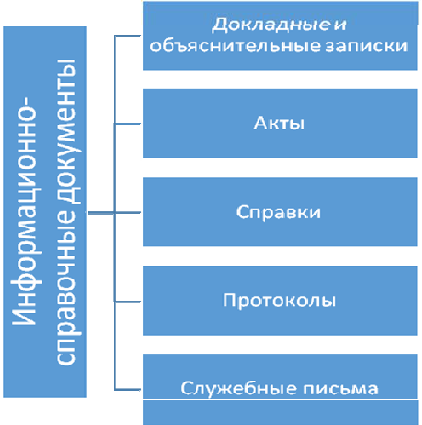 Информационно-
справочные документы
Докладные и
объяснительные записки
Акты
Справки
Протоколы
Служебные письма